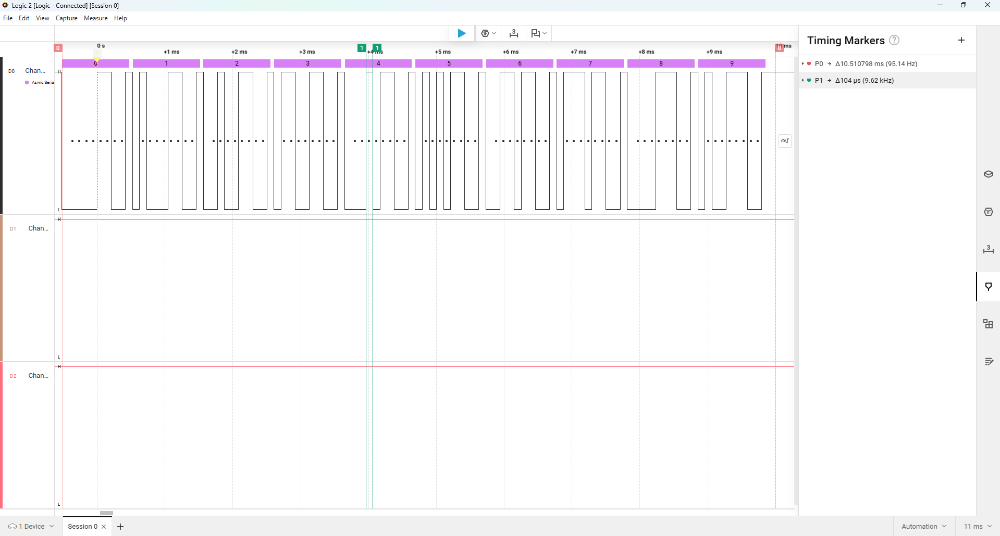 Logic 2 [Logic - Connected] [Session 0]
File Edit View Capture Measure Help
3
Timing Markers ? +
0 0 s +1 ms +2 ms +3 ms 1 1 +4 ms +5 ms +6 ms +7 ms +8 ms +9 ms 0 ms
T
P0 → Δ10.510798 ms (95.14 Hz)
P1 → Δ104 µs (9.62 kHz)
0 1 2 3 4 5 6 7 8 9
D0 Chan... H
Async Seria
L
H
D1 Chan...
L
H
D2 Chan...
L
1F
3
1 Device Session 0 × + Automation 11 ms